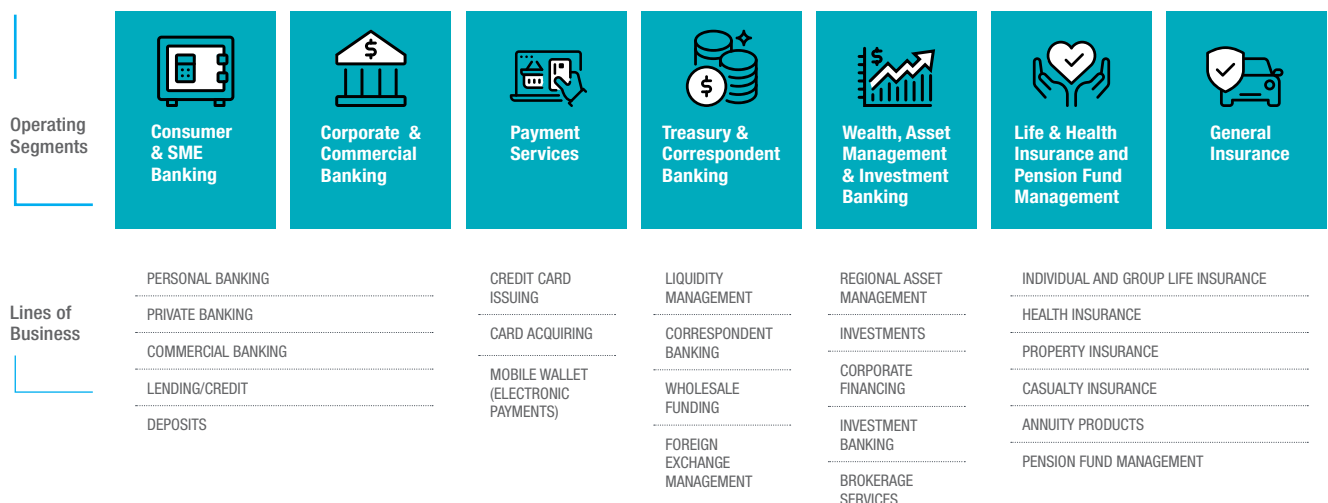 Operating
Segments
Consumer
& SME
Banking
Corporate &
Commercial
Banking
Payment
Services
Treasury &
Correspondent
Banking
Wealth, Asset
Management
& Investment
Banking
Life & Health
Insurance and
Pension Fund
Management
General
Insurance
Lines of
Business
PERSONAL BANKING
PRIVATE BANKING
COMMERCIAL BANKING
LENDING/CREDIT
DEPOSITS
CREDIT CARD
ISSUING
CARD ACQUIRING
MOBILE WALLET
(ELECTRONIC
PAYMENTS)
LIQUIDITY
MANAGEMENT
CORRESPONDENT
BANKING
WHOLESALE
FUNDING
FOREIGN
EXCHANGE
MANAGEMENT
REGIONAL ASSET
MANAGEMENT
INVESTMENTS
CORPORATE
FINANCING
INVESTMENT
BANKING
BROKERAGE
SERVICES
INDIVIDUAL AND GROUP LIFE INSURANCE
HEALTH INSURANCE
PROPERTY INSURANCE
CASUALTY INSURANCE
ANNUITY PRODUCTS
PENSION FUND MANAGEMENT